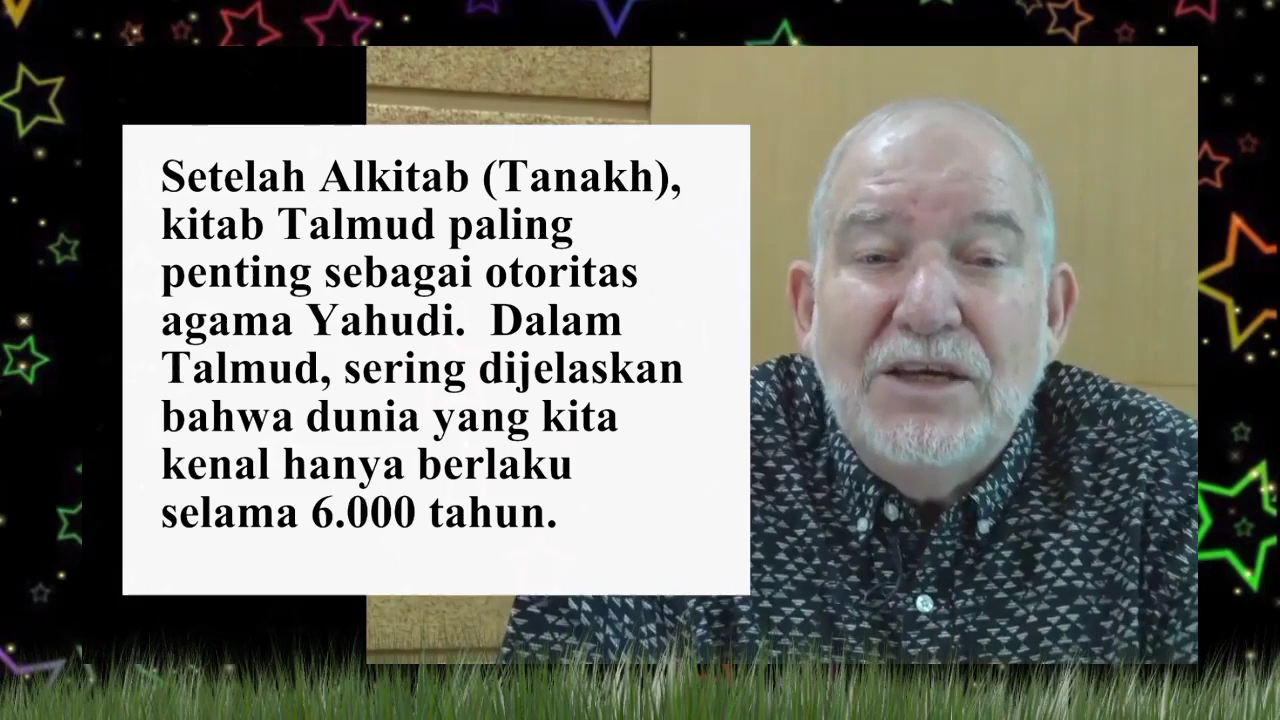 Setelah Alkitab (Tanakh),
kitab Talmud paling
penting sebagai otoritas
agama Yahudi.  Dalam
Talmud, sering dijelaskan
bahwa dunia yang kita
kenal hanya berlaku
selama 6.000 tahun.